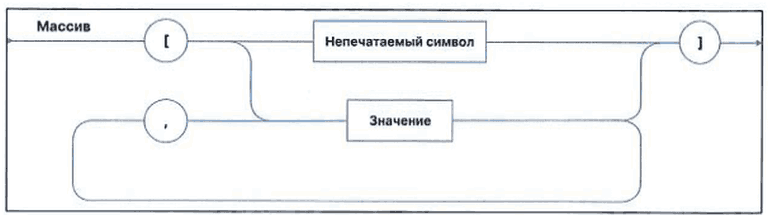 Массив
[
Непечатаемый символ
]
,
Значение